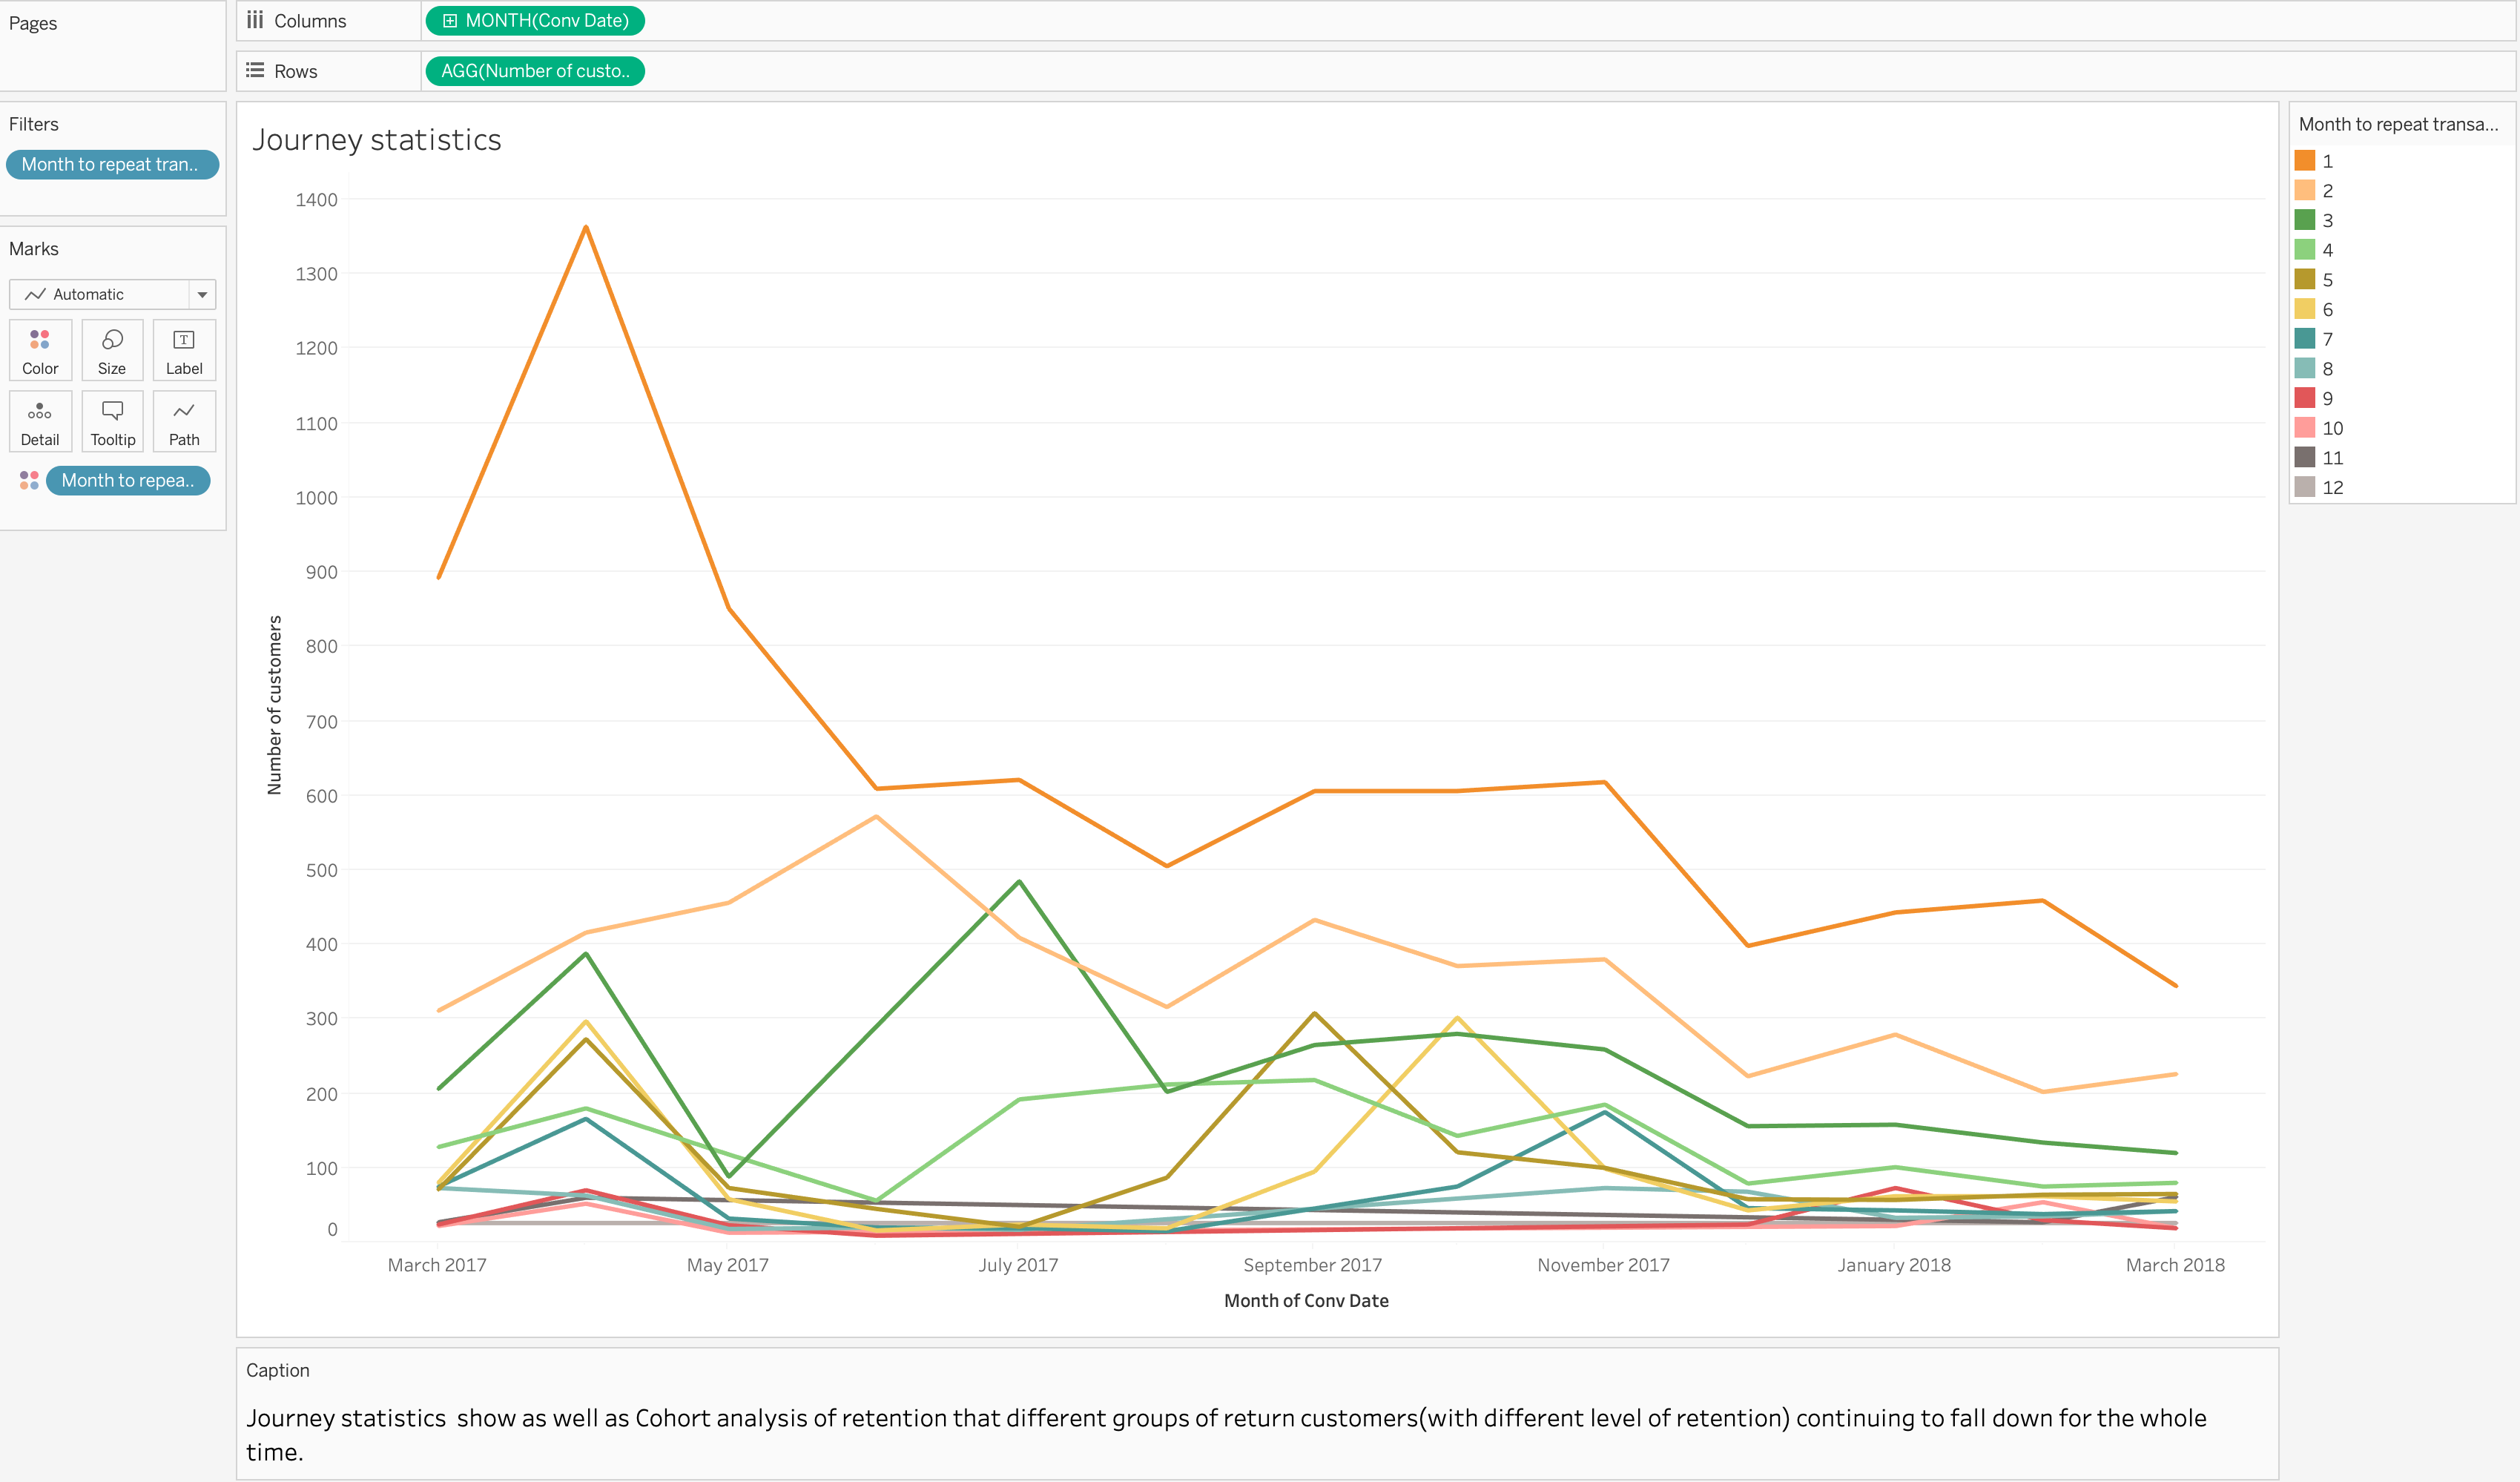 Pages
Columns
MONTH(Conv Date)
Rows
AGG(Number of custo..
Filters
Month to repeat tran..
Marks
Automatic
Color
Size
Label
Detail
Tooltip
Path
Month to repea..
Journey statistics
1400
1300
1200
1100
1000
900
800
700
600
500
400
300
200
100
0
Number of customers
March 2017
May 2017
July 2017
September 2017
November 2017
January 2018
March 2018
Month of Conv Date
Month to repeat transa...
1
2
3
4
5
6
7
8
9
10
11
12
Caption
Journey statistics  show as well as Cohort analysis of retention that different groups of return customers(with different level of retention) continuing to fall down for the whole
time.